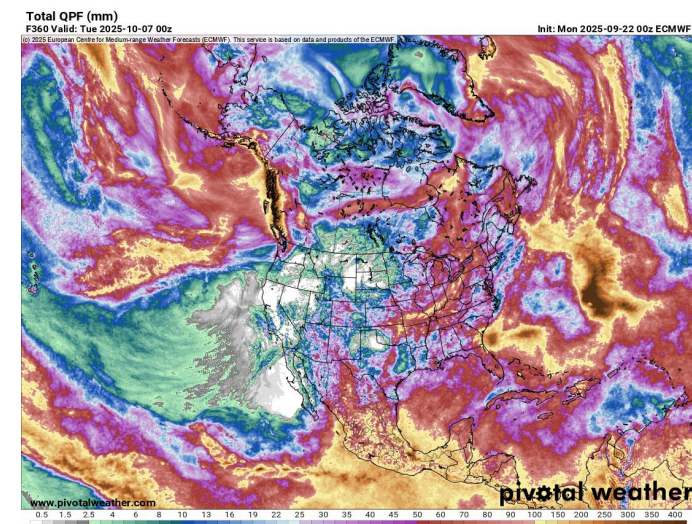 Total QPF (mm)
F360 Valid: Tue 2025-10-07 00z Init: Mon 2025-09-22 00z ECMWF
(c) 2025 European Centre for Medium-range Weather Forecasts (ECMWF). This service is based on data and products of the ECMWF.
www.pivotalweather.com
pivotal weather
0.5 1.5 2.5 4 6 8 10 13 16 19 22 25 30 35 40 45 50 60 70 80 90 100 150 200 250 300 350 400